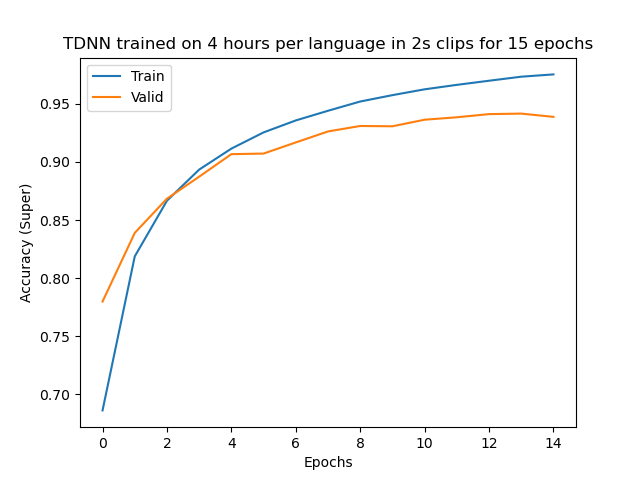 TDNN trained on 4 hours per language in 2s clips for 15 epochs
Train
Valid
Accuracy (Super)
0.95
0.90
0.85
0.80
0.75
0.70
0 2 4 6 8 10 12 14
Epochs